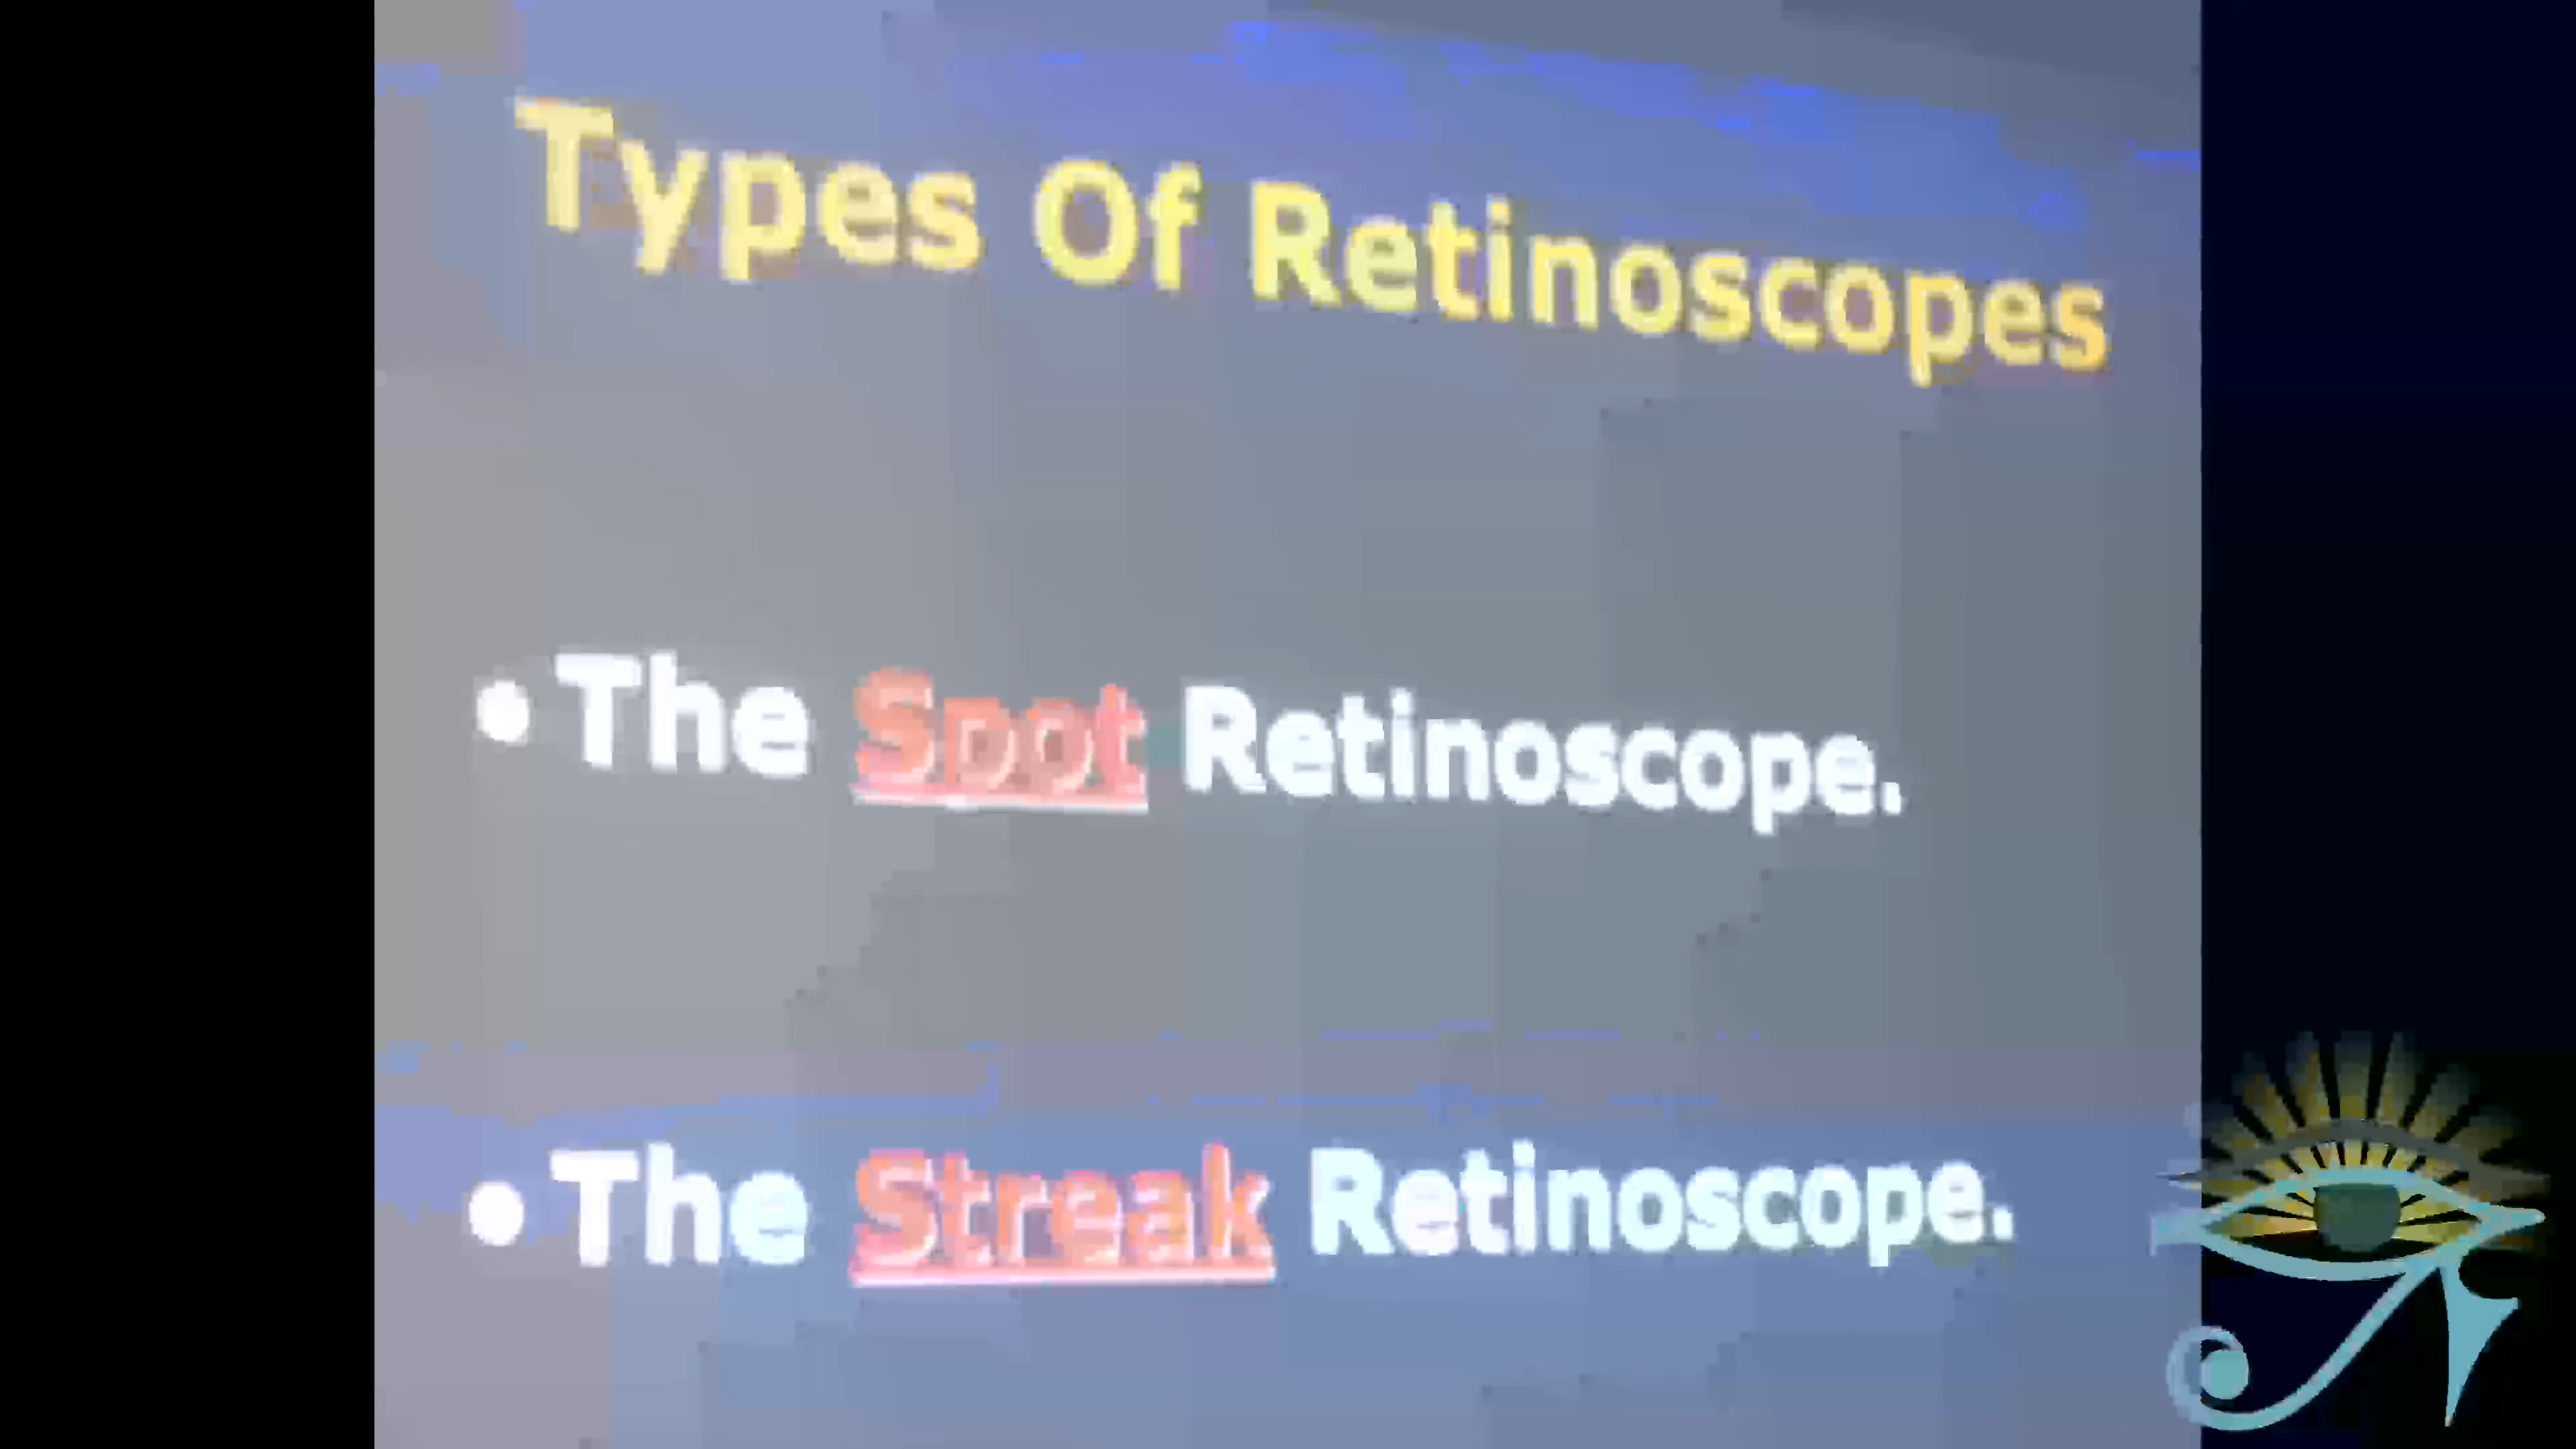 Types Of Retinoscopes
• The Spot Retinoscope.
• The Streak Retinoscope.